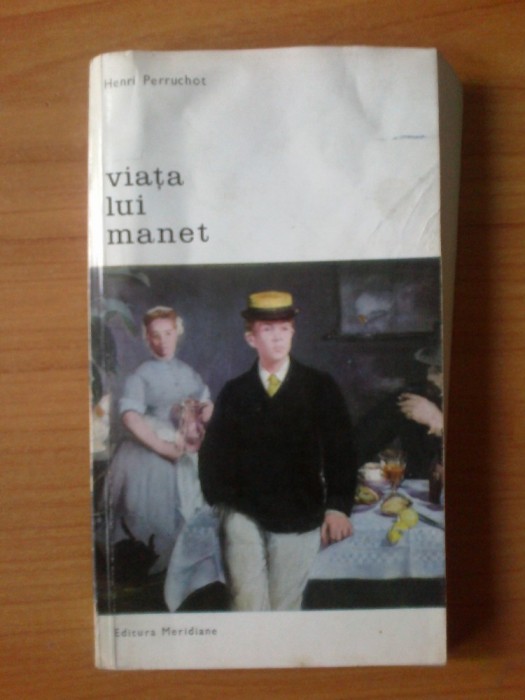 Henri Perruchot
viața
lui
manet
Editura Meridiane